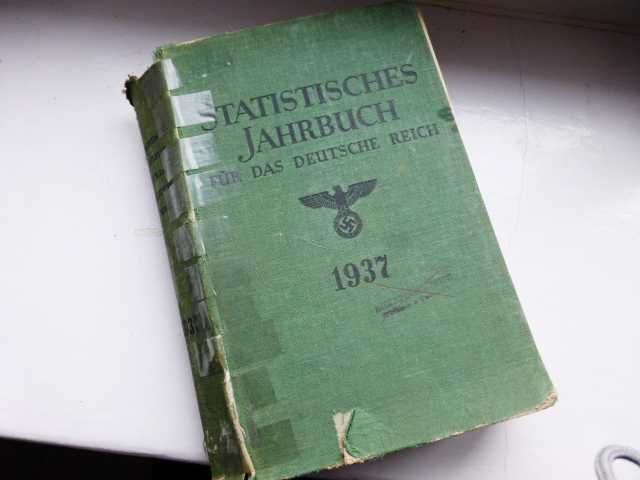 STATISTISCHES
JAHRBUCH
FÜR DAS DEUTSCHE REICH
1937